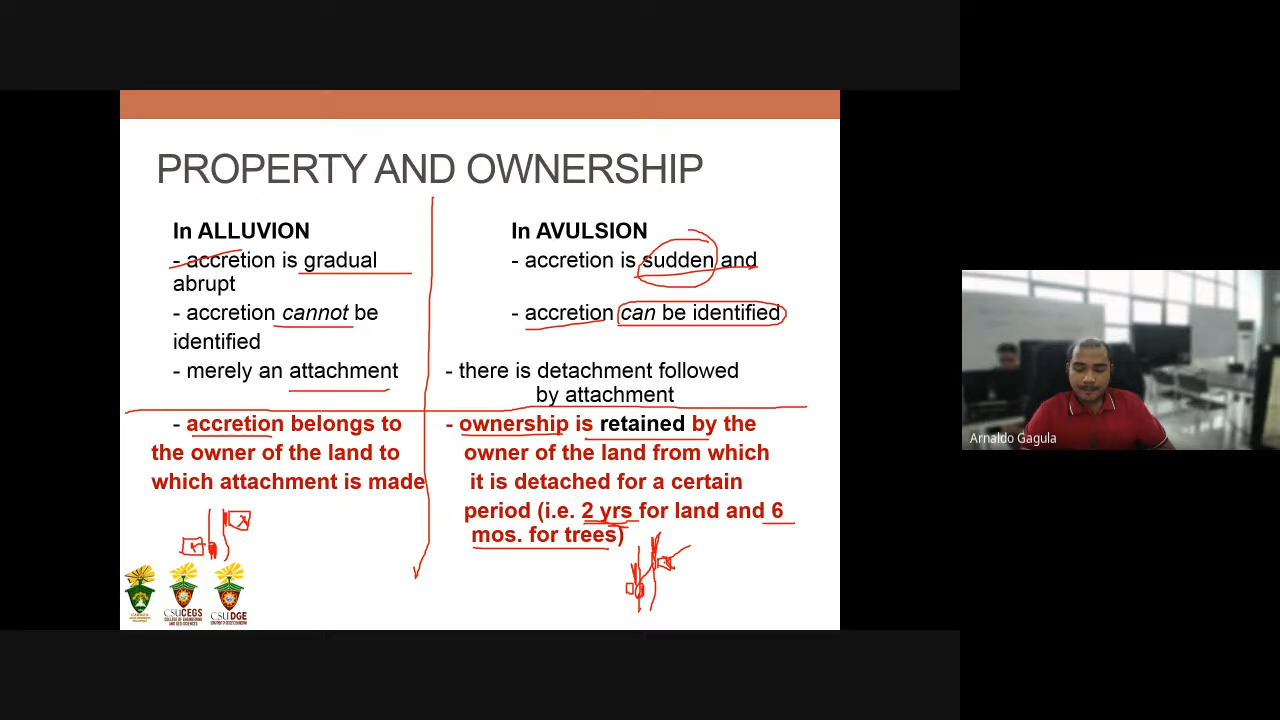 PROPERTY AND OWNERSHIP
In ALLUVION
- accretion is gradual
abrupt
- accretion cannot be
identified
- merely an attachment
- accretion belongs to
the owner of the land to
which attachment is made
In AVULSION
- accretion is sudden and
- accretion can be identified
- there is detachment followed
by attachment
- ownership is retained by the
owner of the land from which
it is detached for a certain
period (i.e. 2 yrs for land and 6
mos. for trees)
CSUCEGS
CSUDGE
Arnaldo Gagula